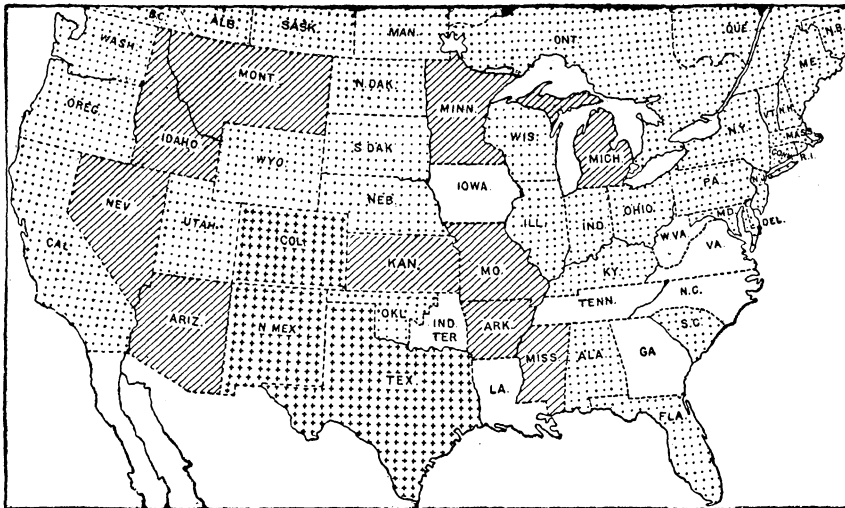 B.C.
ALB.
SASK.
MAN.
ONT.
QUE.
N.B.
WASH.
MONT.
N.DAK.
MINN.
ME.
OREG.
IDAHO
WYO.
S.DAK.
WIS.
MICH.
N.Y.
VT.
N.H.
MASS.
CONN.
R.I.
NEV.
UTAH.
COL.
NEB.
IOWA.
ILL.
IND.
OHIO.
PA.
N.J.
MD.
DEL.
CAL.
KAN.
MO.
KY.
W.VA.
VA.
ARIZ.
N.MEX.
OKL.
IND.
TER.
ARK.
TENN.
N.C.
S.C.
TEX.
LA.
MISS.
ALA.
GA
FLA.